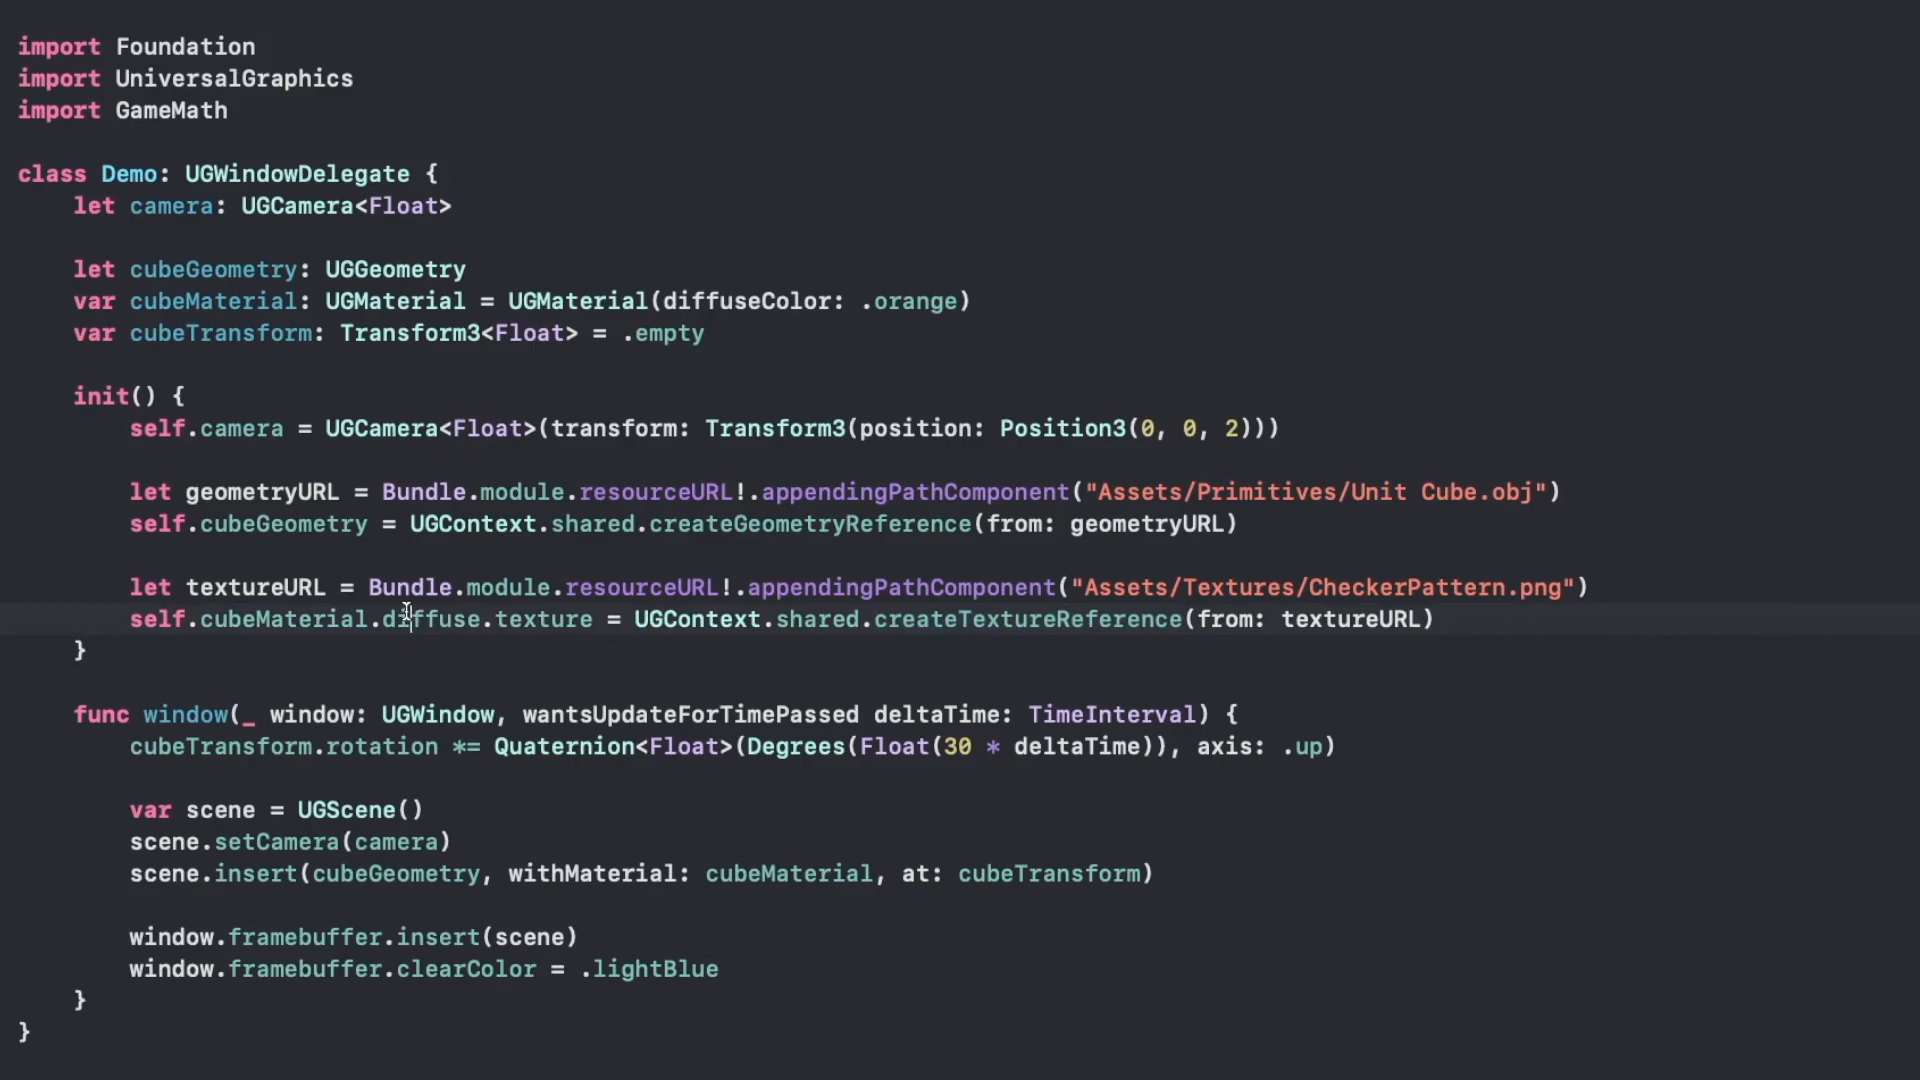 import Foundation
import UniversalGraphics
import GameMath
class Demo: UGWindowDelegate {
    let camera: UGCamera<Float>
    let cubeGeometry: UGGeometry
    var cubeMaterial: UGMaterial = UGMaterial(diffuseColor: .orange)
    var cubeTransform: Transform3<Float> = .empty
    init() {
        self.camera = UGCamera<Float>(transform: Transform3(position: Position3(0, 0, 2)))
        let geometryURL = Bundle.module.resourceURL!.appendingPathComponent("Assets/Primitives/Unit Cube.obj")
        self.cubeGeometry = UGContext.shared.createGeometryReference(from: geometryURL)
        let textureURL = Bundle.module.resourceURL!.appendingPathComponent("Assets/Textures/CheckerPattern.png")
        self.cubeMaterial.diffuse.texture = UGContext.shared.createTextureReference(from: textureURL)
    }
    func window(_ window: UGWindow, wantsUpdateForTimePassed deltaTime: TimeInterval) {
        cubeTransform.rotation *= Quaternion<Float>(Degrees(Float(30 * deltaTime)), axis: .up)
        var scene = UGScene()
        scene.setCamera(camera)
        scene.insert(cubeGeometry, withMaterial: cubeMaterial, at: cubeTransform)
        window.framebuffer.insert(scene)
        window.framebuffer.clearColor = .lightBlue
    }
}